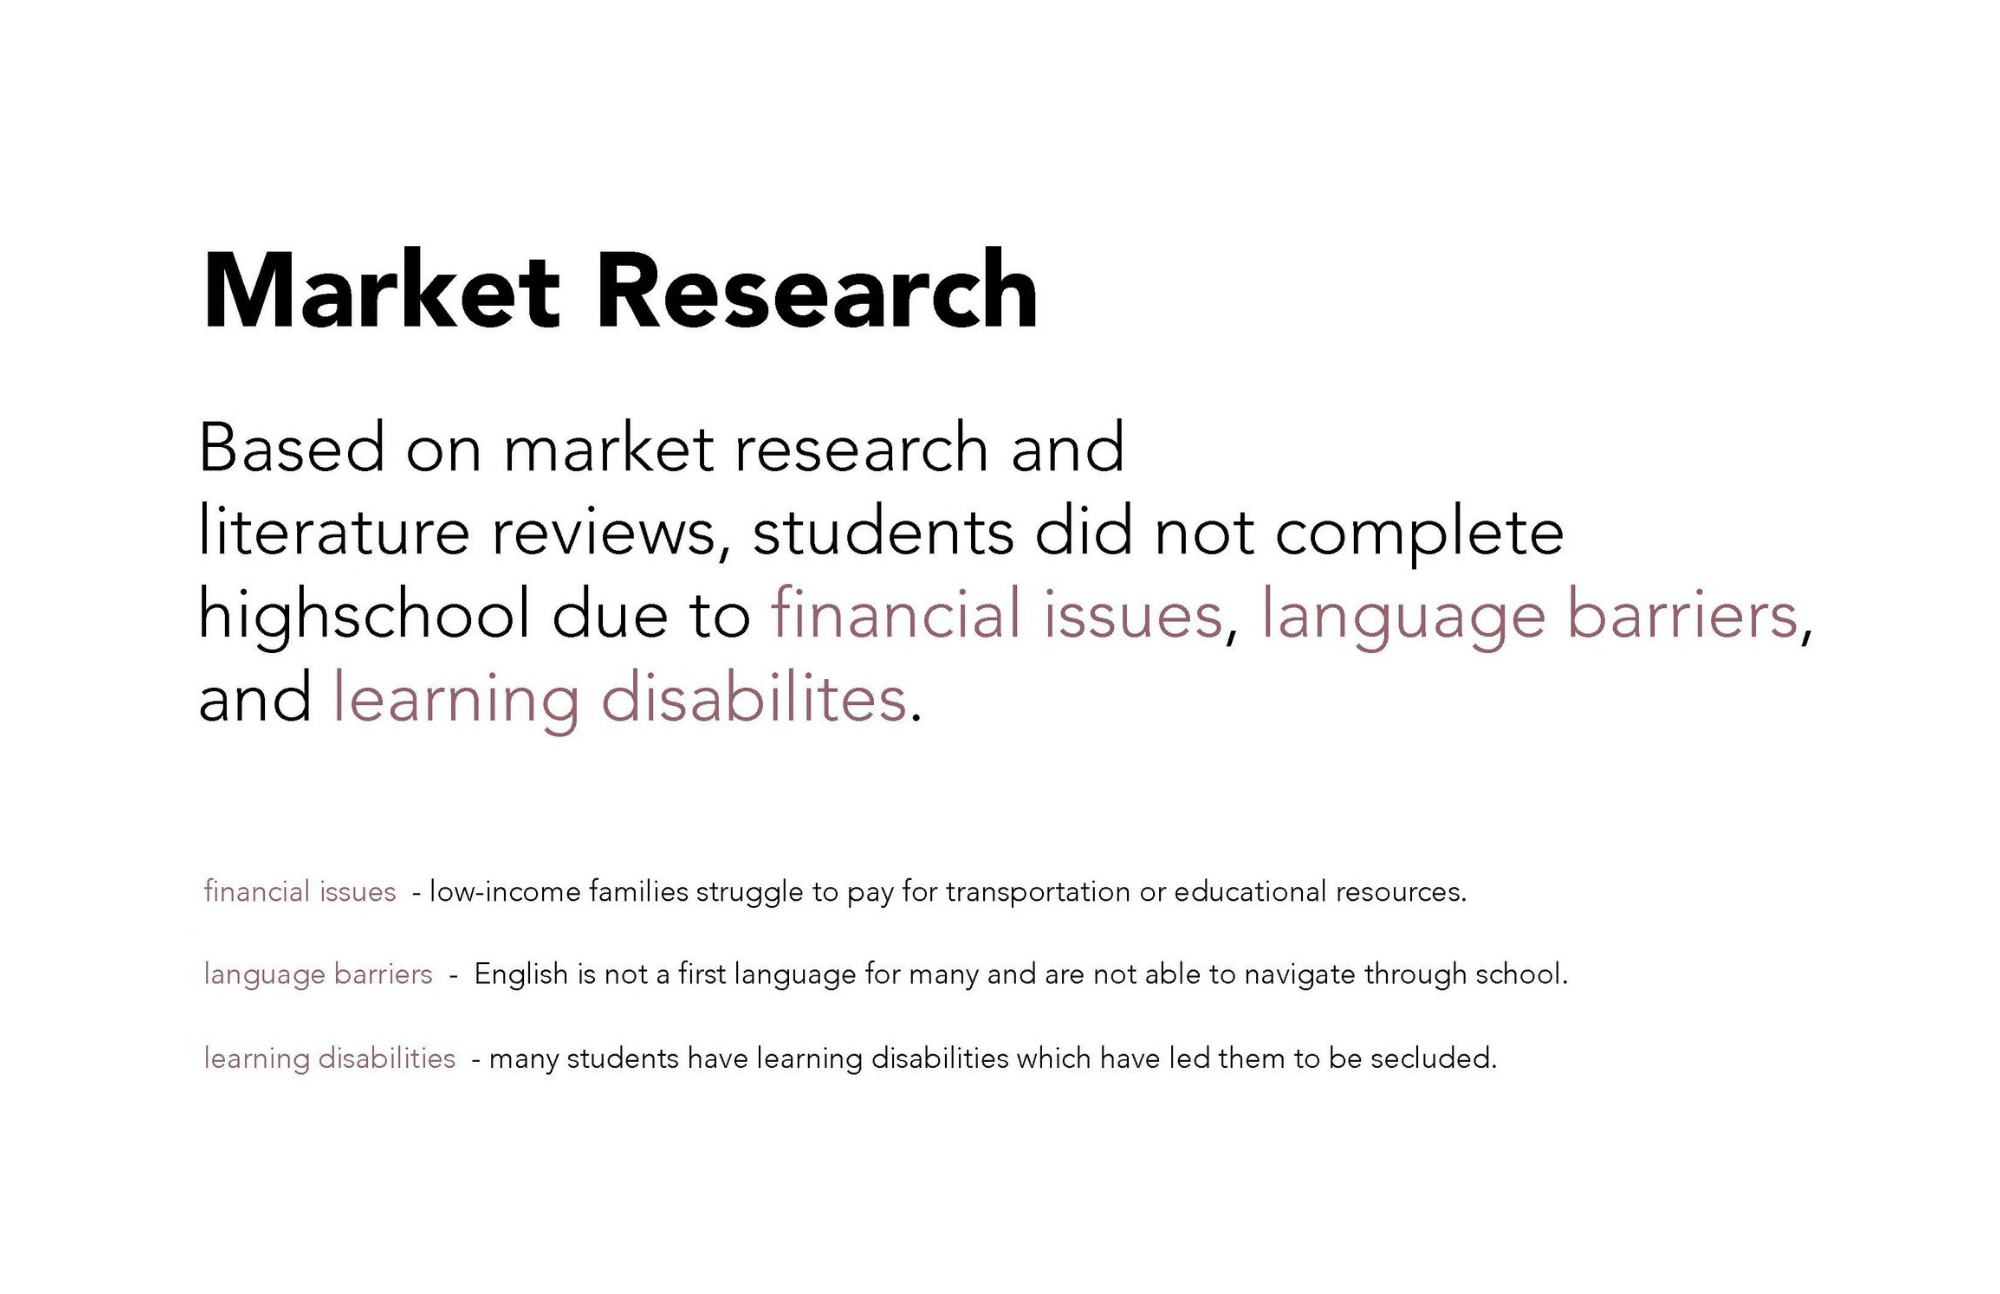 Market Research
Based on market research and
literature reviews, students did not complete
highschool due to financial issues, language barriers,
and learning disabilites.
financial issues - low-income families struggle to pay for transportation or educational resources.
language barriers - English is not a first language for many and are not able to navigate through school.
learning disabilities - many students have learning disabilities which have led them to be secluded.